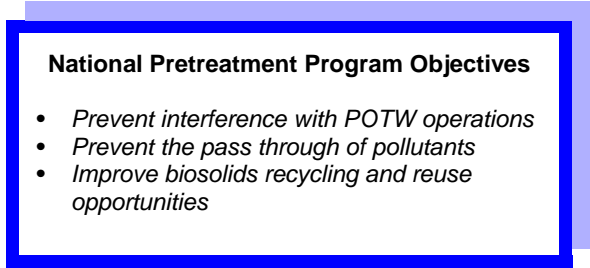 National Pretreatment Program Objectives
• Prevent interference with POTW operations
• Prevent the pass through of pollutants
• Improve biosolids recycling and reuse
opportunities